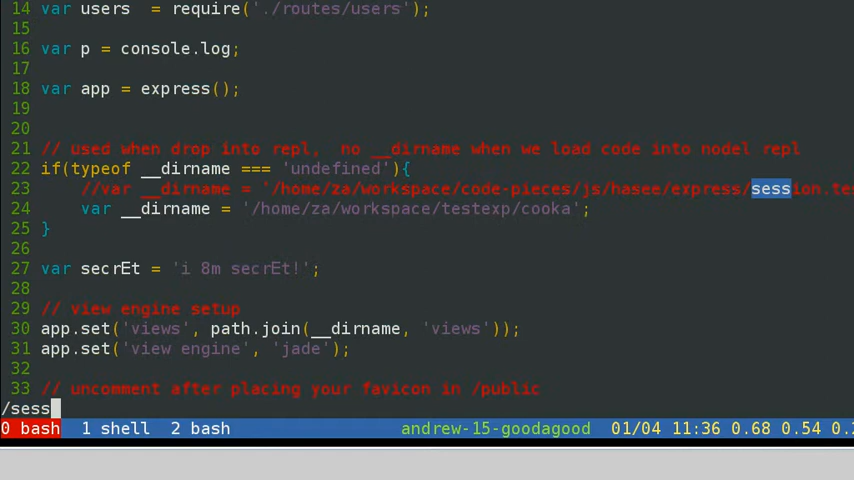 14 var users  = require('./routes/users');
15
16 var p = console.log;
17
18 var app = express();
19
20
21 // used when drop into repl,  no __dirname when we load code into nodel repl
22 if(typeof __dirname === 'undefined'){
23     //var __dirname = '/home/za/workspace/code-pieces/js/hasee/express/session.tes
24     var __dirname = '/home/za/workspace/testexp/cooka';
25 }
26
27 var secrEt = 'i 8m secrEt!';
28
29 // view engine setup
30 app.set('views', path.join(__dirname, 'views'));
31 app.set('view engine', 'jade');
32
33 // uncomment after placing your favicon in /public
/sess
0 bash  1 shell  2 bash  andrew-15-goodagood  01/04 11:36 0.68 0.54 0.